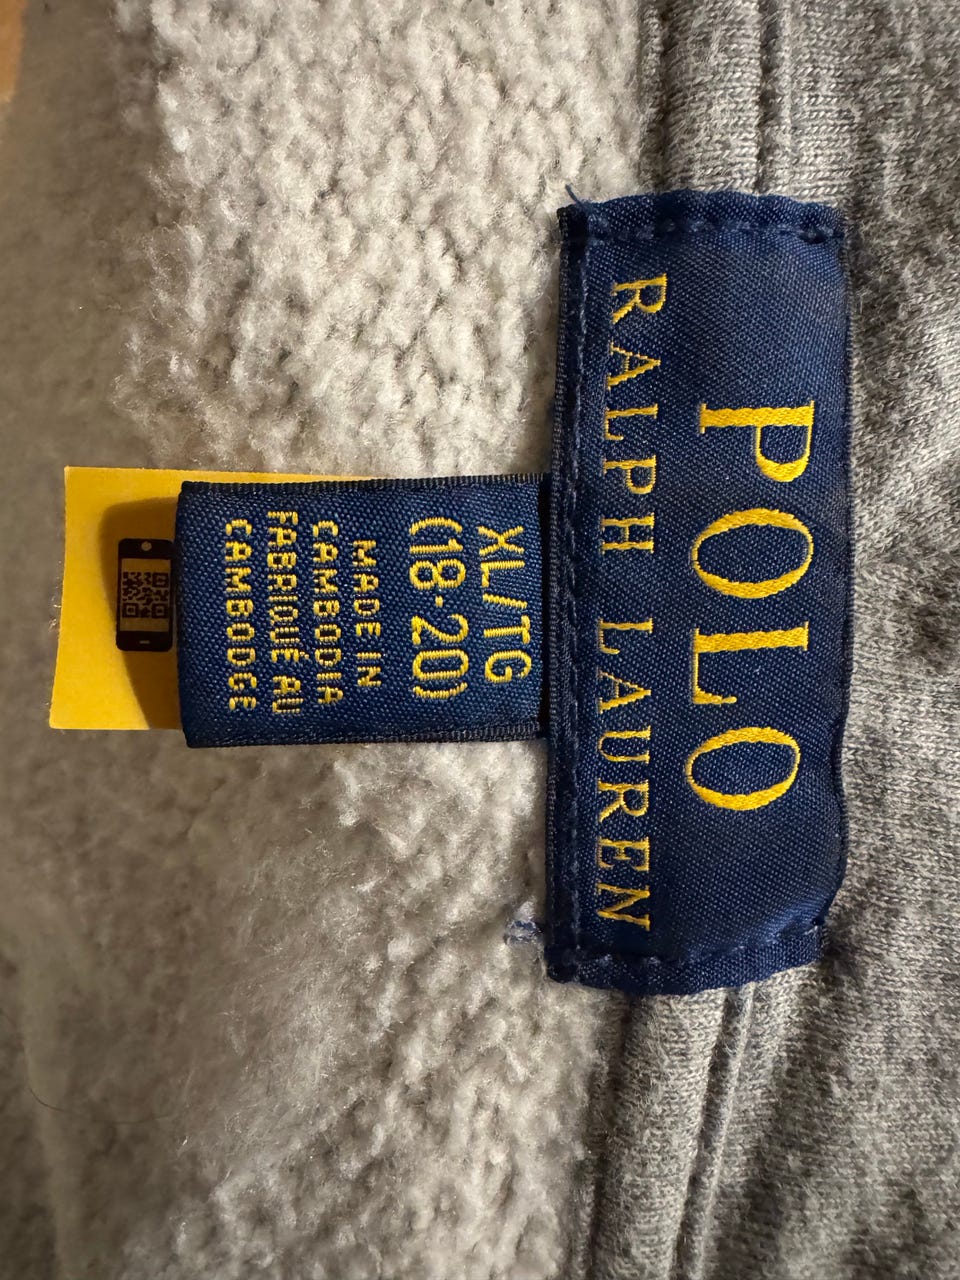 POLO
RALPH LAUREN
XL/TG
(18-20)
MADE IN
CAMBODIA
FABRIQUÉ AU
CAMBODGE